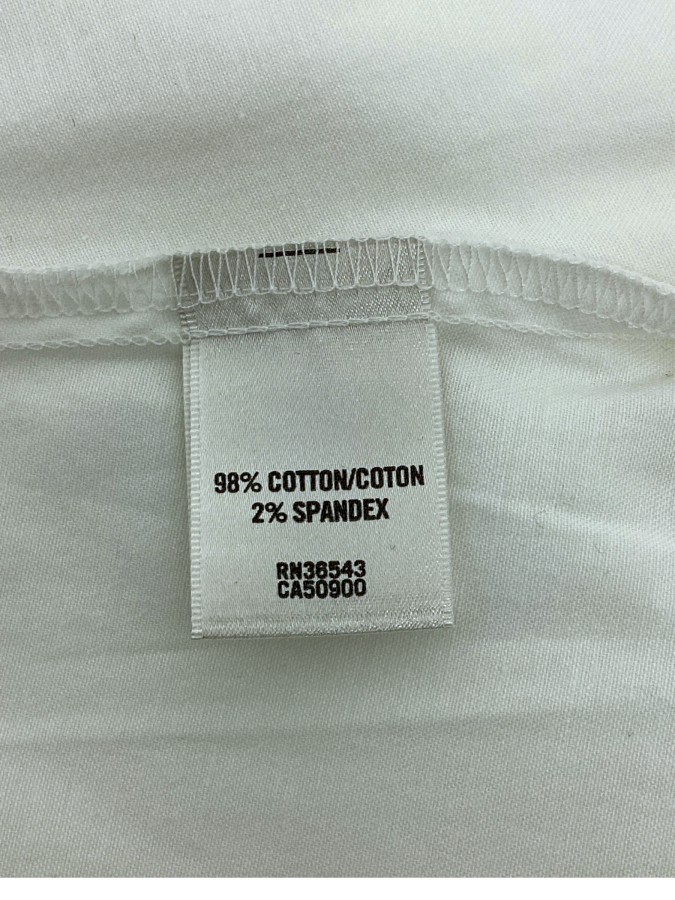 98% COTTON/COTON
2% SPANDEX
RN36543
CA50900